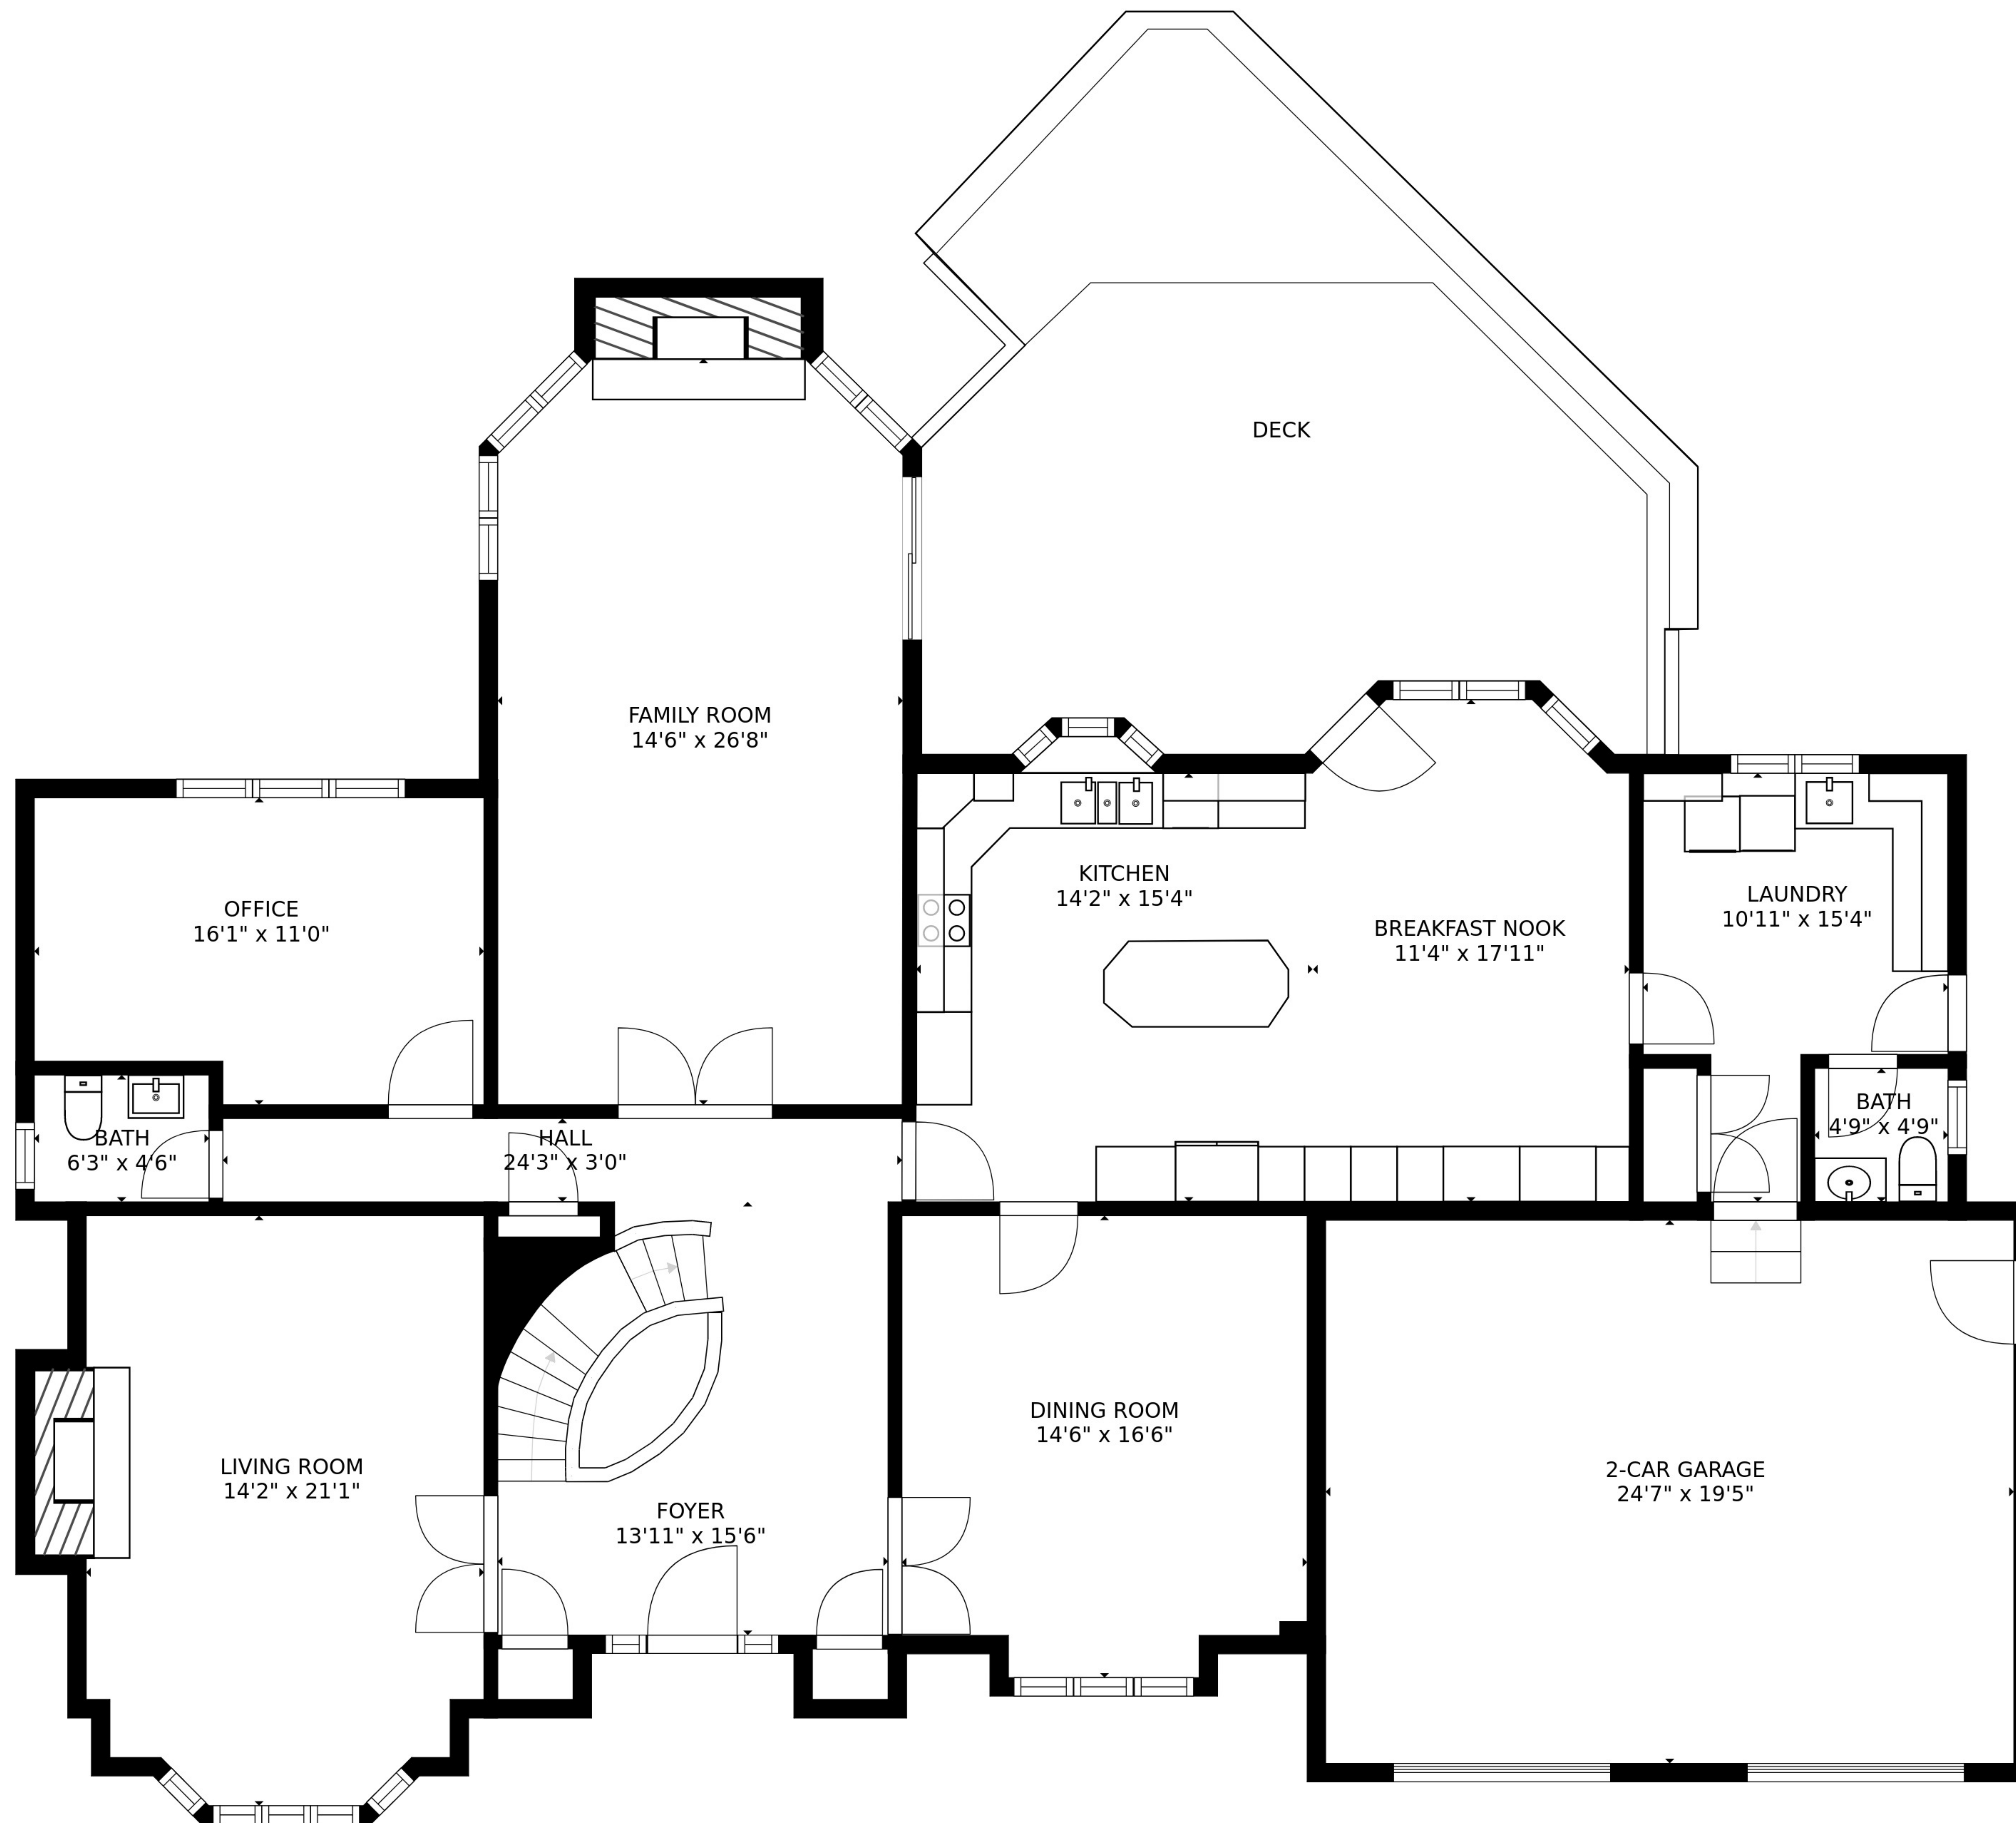 DECK
FAMILY ROOM
14'6" x 26'8"
KITCHEN
14'2" x 15'4"
BREAKFAST NOOK
11'4" x 17'11"
LAUNDRY
10'11" x 15'4"
OFFICE
16'1" x 11'0"
BATH
6'3" x 4'6"
HALL
24'3" x 3'0"
BATH
4'9" x 4'9"
LIVING ROOM
14'2" x 21'1"
FOYER
13'11" x 15'6"
DINING ROOM
14'6" x 16'6"
2-CAR GARAGE
24'7" x 19'5"